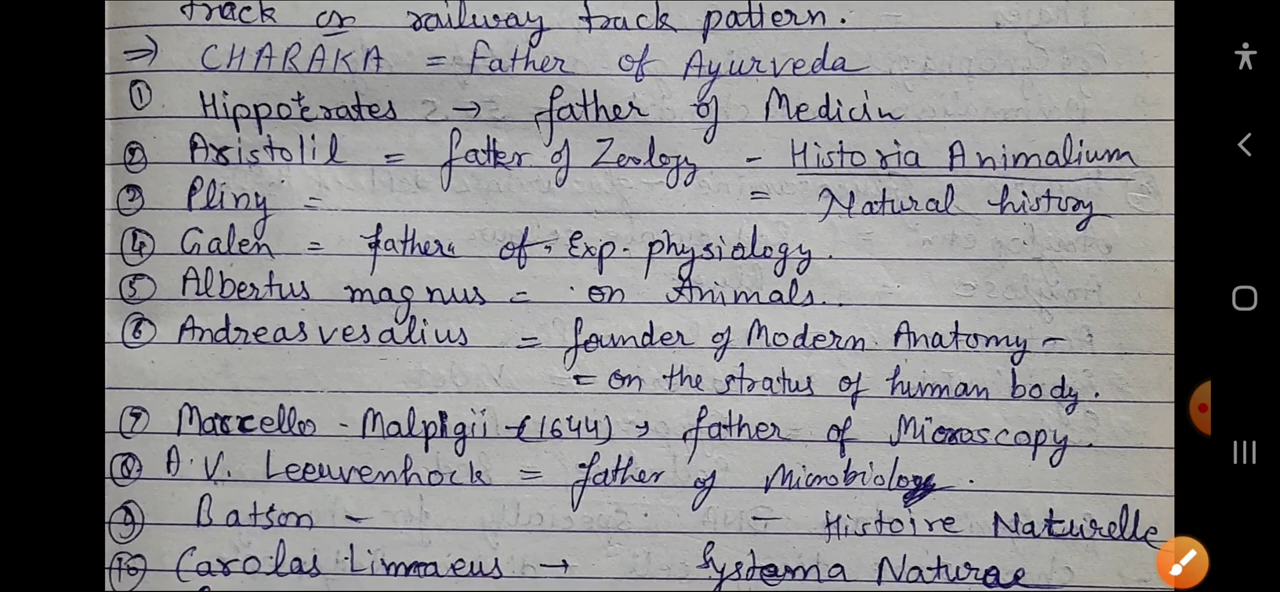 track or railway track pattern.
⇒ CHARAKA = Father of Ayurveda
① Hippocrates → father of Medicin
② Aristolil = father of Zoology - Historia Animalium
③ Pliny = = Natural history
④ Galen = father of Exp. physiology.
⑤ Albertus magnus = on Animals.
⑥ Andreas vesalius = founder of Modern Anatomy -
= on the stratus of human body.
⑦ Marcello - Malpigii - (1644) → father of Microscopy.
⑧ A.V. Leeuvenhock = father of Microbiology.
⑨ Batson - - Histoire Naturelle
⑩ Carolas Linnaeus → Systema Naturae